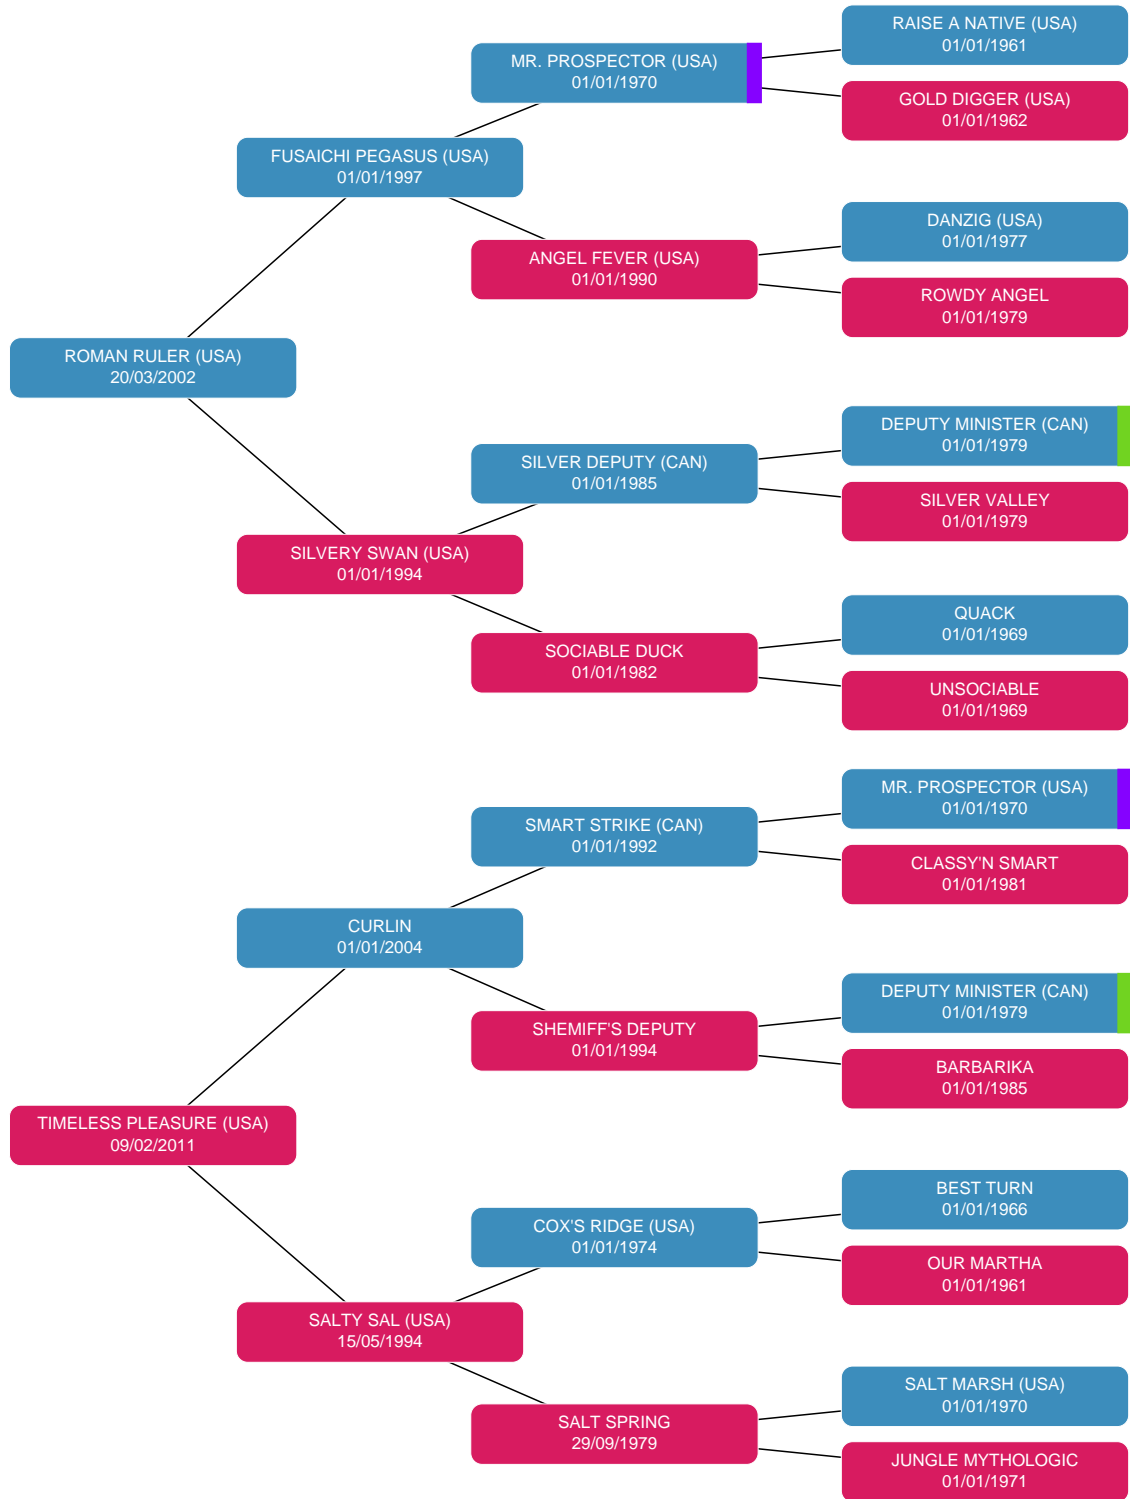 RAISE A NATIVE (USA)
01/01/1961
MR. PROSPECTOR (USA)
01/01/1970
GOLD DIGGER (USA)
01/01/1962
FUSAICHI PEGASUS (USA)
01/01/1997
DANZIG (USA)
01/01/1977
ANGEL FEVER (USA)
01/01/1990
ROWDY ANGEL
01/01/1979
ROMAN RULER (USA)
20/03/2002
DEPUTY MINISTER (CAN)
01/01/1979
SILVER DEPUTY (CAN)
01/01/1985
SILVER VALLEY
01/01/1979
SILVERY SWAN (USA)
01/01/1994
QUACK
01/01/1969
SOCIABLE DUCK
01/01/1982
UNSOCIABLE
01/01/1969
MR. PROSPECTOR (USA)
01/01/1970
SMART STRIKE (CAN)
01/01/1992
CLASSY'N SMART
01/01/1981
CURLIN
01/01/2004
DEPUTY MINISTER (CAN)
01/01/1979
SHEMIFF'S DEPUTY
01/01/1994
BARBARIKA
01/01/1985
TIMELESS PLEASURE (USA)
09/02/2011
BEST TURN
01/01/1966
COX'S RIDGE (USA)
01/01/1974
OUR MARTHA
01/01/1961
SALTY SAL (USA)
15/05/1994
SALT MARSH (USA)
01/01/1970
SALT SPRING
29/09/1979
JUNGLE MYTHOLOGIC
01/01/1971